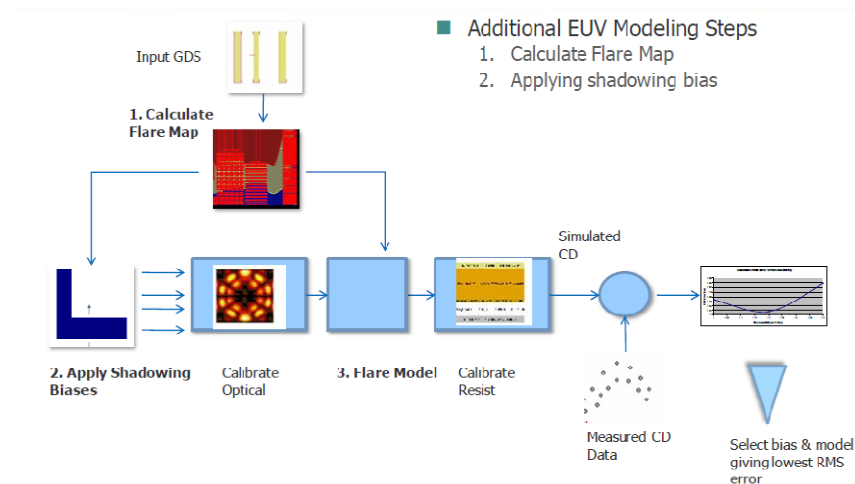 Additional EUV Modeling Steps
1. Calculate Flare Map
2. Applying shadowing bias
Input GDS
1. Calculate
Flare Map
Simulated
CD
2. Apply Shadowing
Biases
Calibrate
Optical
3. Flare Model
Calibrate
Resist
Measured CD
Data
Select bias & model
giving lowest RMS
error